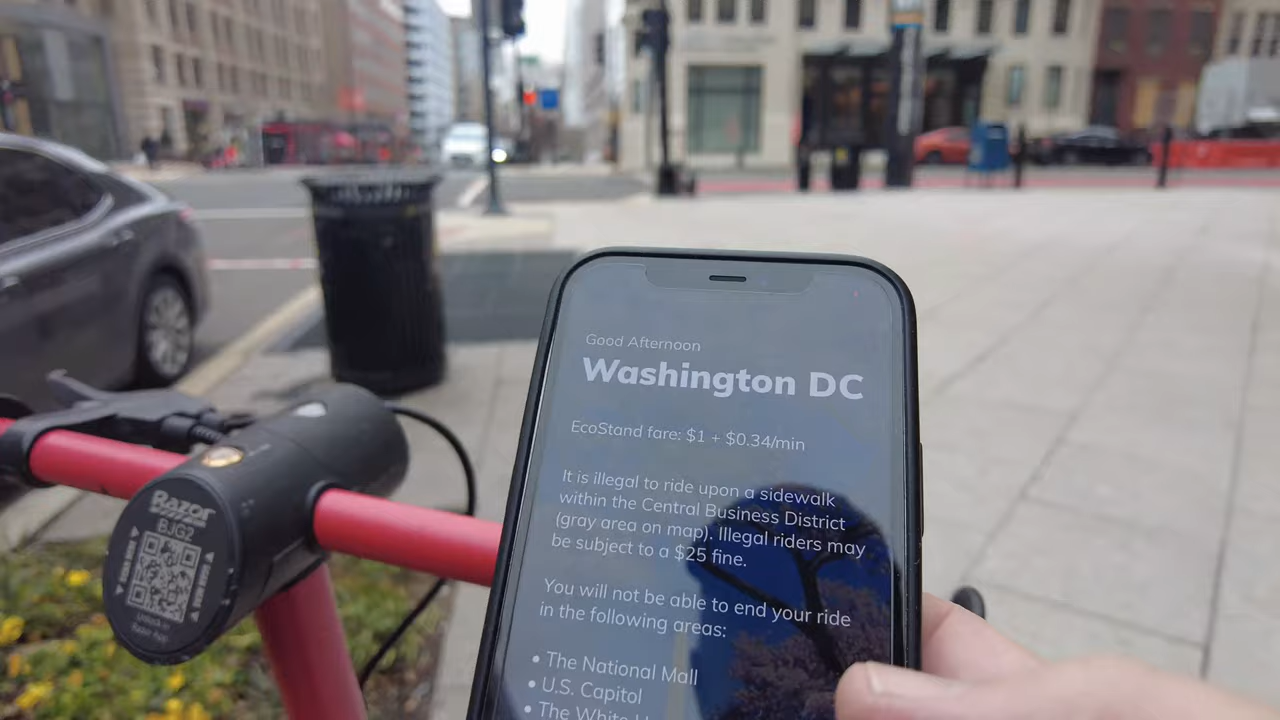 Good Afternoon
Washington DC
EcoStand fare: $1 + $0.34/min
It is illegal to ride upon a sidewalk
within the Central Business District
(gray area on map). Illegal riders may
be subject to a $25 fine.
You will not be able to end your ride
in the following areas:
• The National Mall
• U.S. Capitol
• The White
Razor
BJG2